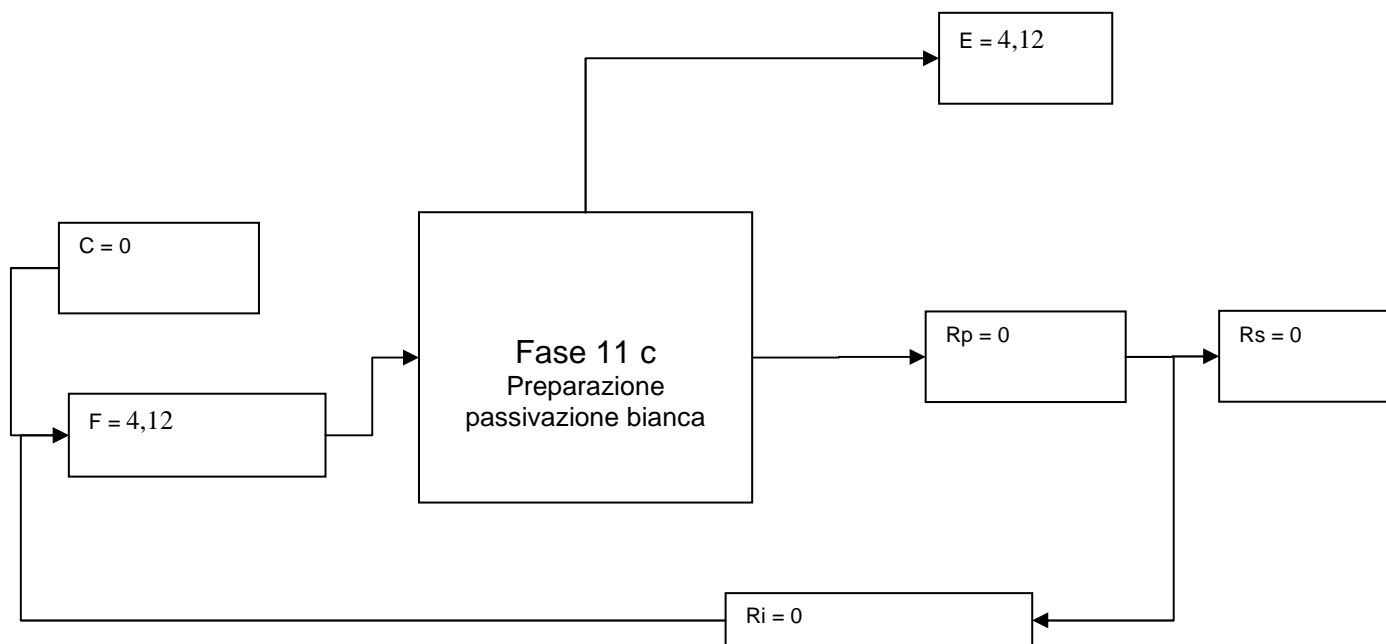 E = 4,12
C = 0
Fase 11 c
Preparazione
passivazione bianca
Rp = 0
Rs = 0
F = 4,12
Ri = 0